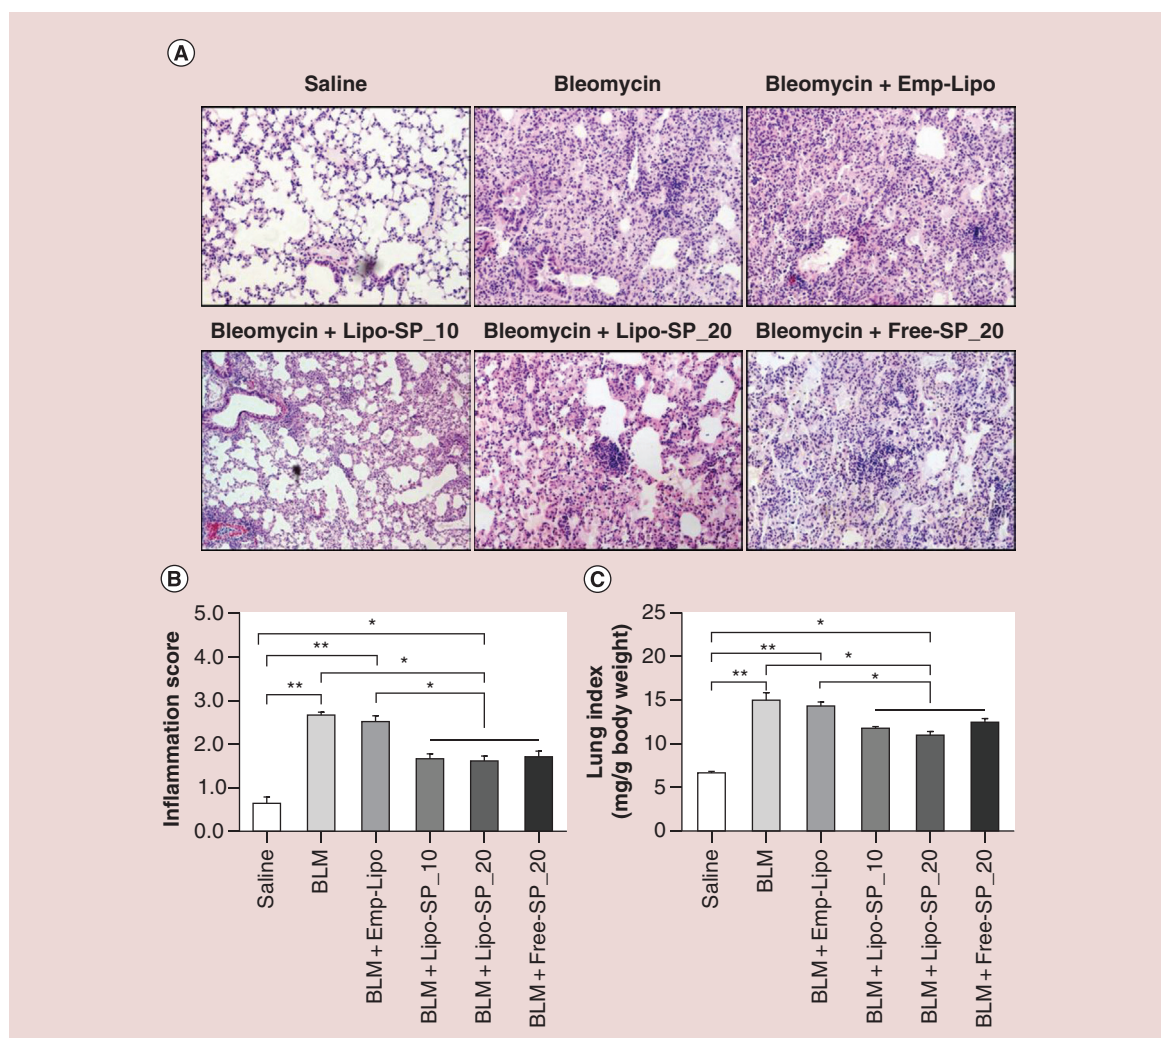 A
Saline Bleomycin Bleomycin + Emp-Lipo
Bleomycin + Lipo-SP_10 Bleomycin + Lipo-SP_20 Bleomycin + Free-SP_20
B
Inflammation score
5.0
4.0
3.0
2.0
1.0
0.0
*
**
*
**
*
Saline
BLM
BLM + Emp-Lipo
BLM + Lipo-SP_10
BLM + Lipo-SP_20
BLM + Free-SP_20
C
Lung index
(mg/g body weight)
25
20
15
10
5
0
*
**
*
**
*
Saline
BLM
BLM + Emp-Lipo
BLM + Lipo-SP_10
BLM + Lipo-SP_20
BLM + Free-SP_20